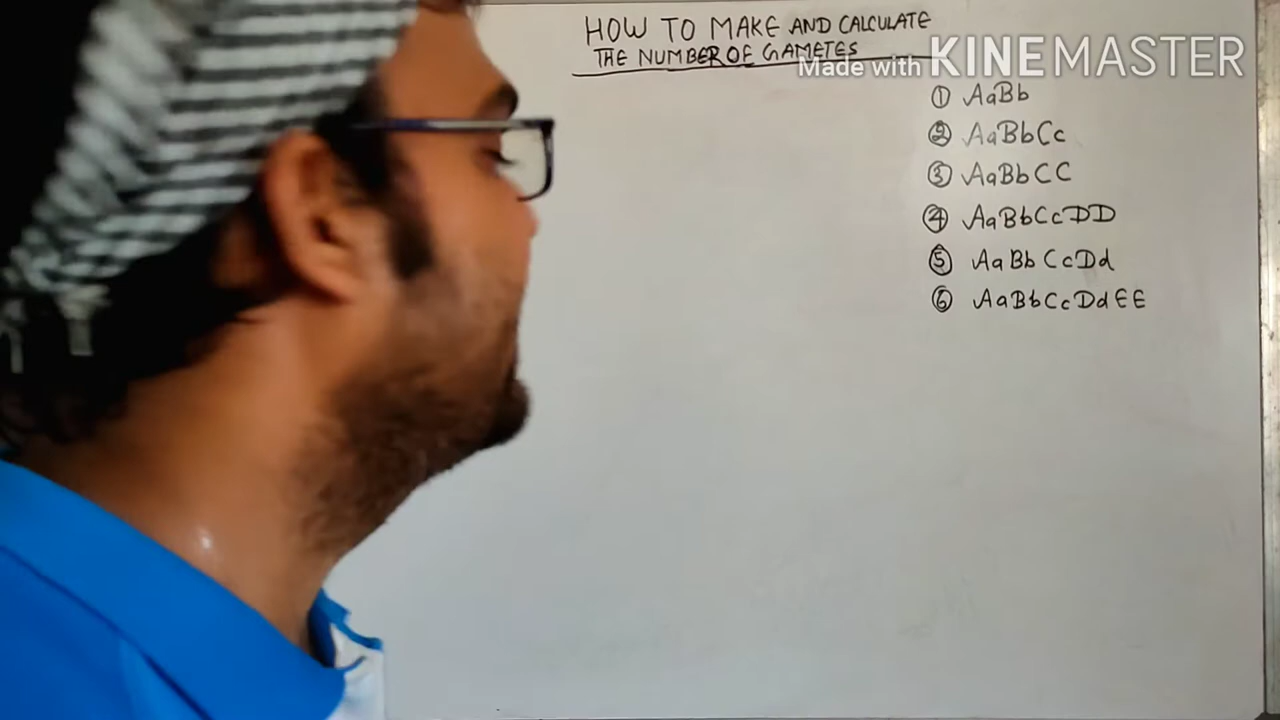 HOW TO MAKE AND CALCULATE
THE NUMBER OF GAMETES
Made with KINEMASTER
① AaBb
② AaBbCc
③ AaBbCC
④ AaBbCcDD
⑤ AaBbCcDd
⑥ AaBbCcDdEE